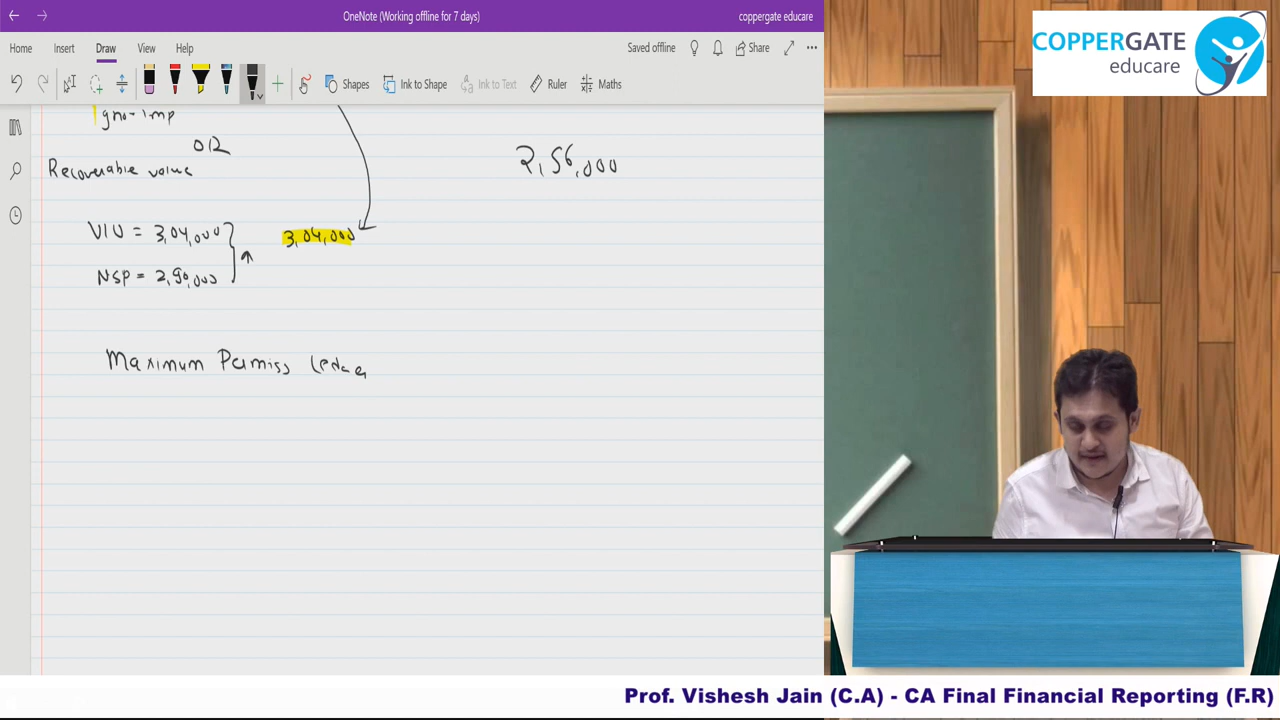 OneNote (Working offline for 7 days)
coppergate educare
Home Insert Draw View Help
Saved offline Share
Shapes Ink to Shape Ink to Text Ruler Maths
COPPERGATE
educare
OR
Recoverable value
2,56,000
VIU = 3,04,000
3,04,000
NSP = 2,90,000
Maximum Permiss
Prof. Vishesh Jain (C.A) - CA Final Financial Reporting (F.R)